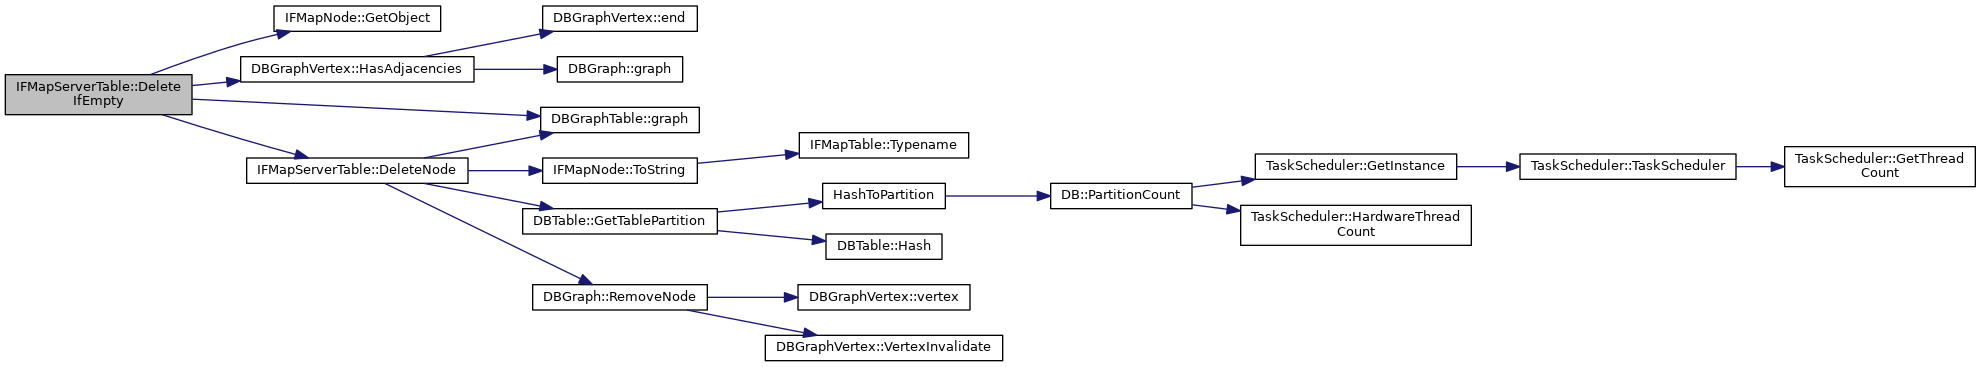 IFMapServerTable::Delete
IfEmpty
IFMapNode::GetObject
DBGraphVertex::HasAdjacencies
DBGraphVertex::end
DBGraph::graph
DBGraphTable::graph
IFMapServerTable::DeleteNode
IFMapNode::ToString
IFMapTable::Typename
DBTable::GetTablePartition
HashToPartition
DBTable::Hash
DB::PartitionCount
TaskScheduler::GetInstance
TaskScheduler::TaskScheduler
TaskScheduler::GetThread
Count
TaskScheduler::HardwareThread
Count
DBGraph::RemoveNode
DBGraphVertex::vertex
DBGraphVertex::VertexInvalidate